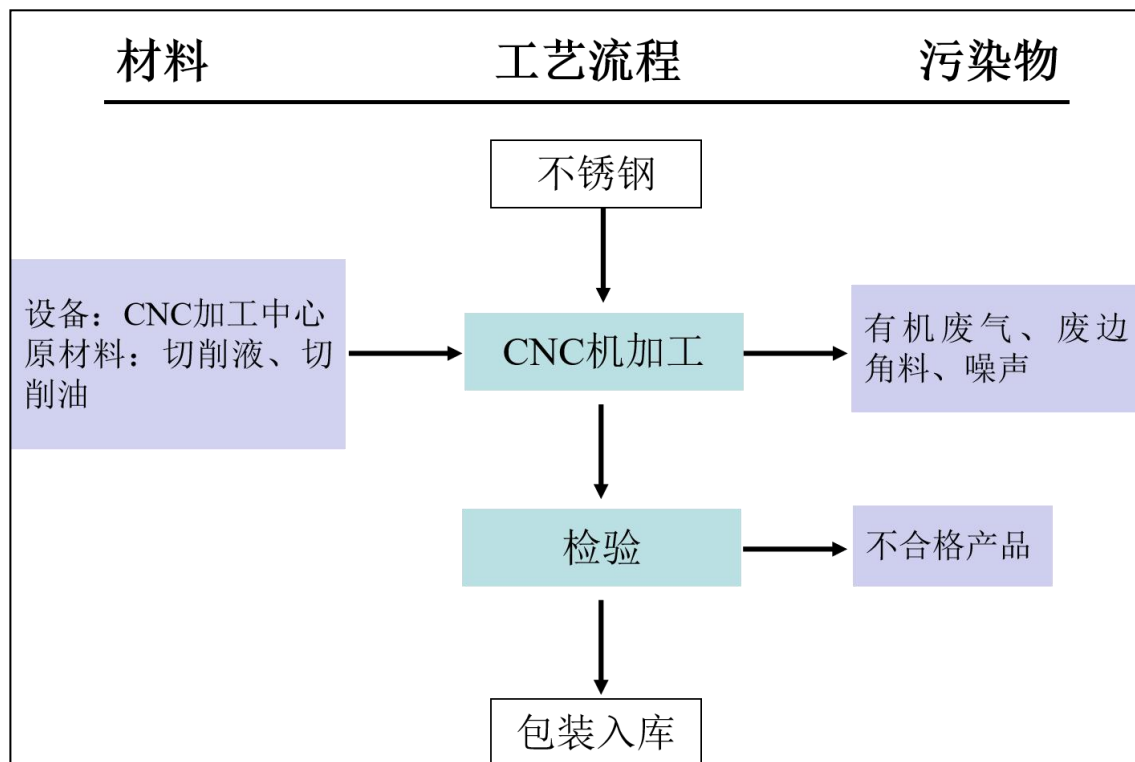 材料
工艺流程
污染物
不锈钢
设备：CNC加工中心
原材料：切削液、切
削油
CNC机加工
有机废气、废边
角料、噪声
检验
不合格产品
包装入库